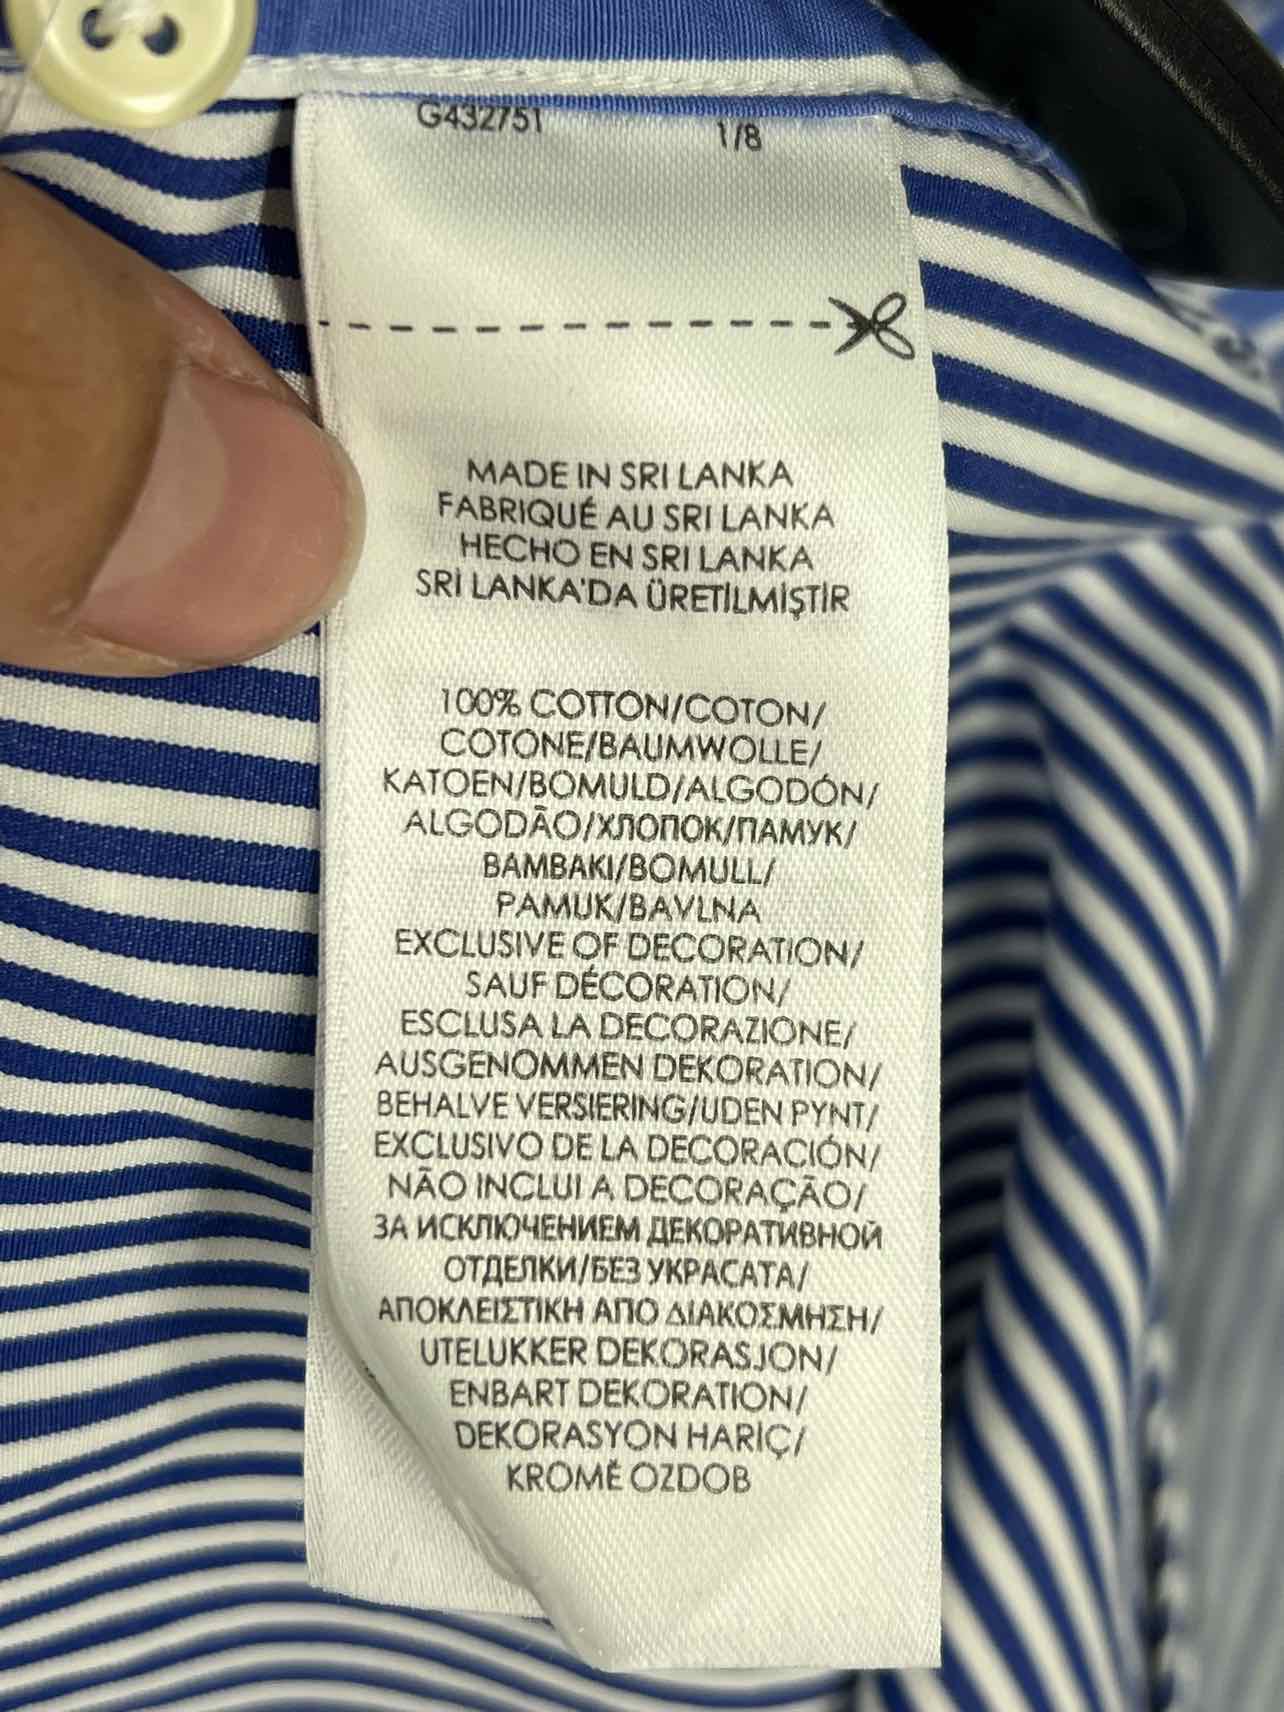 G432751 1/8
MADE IN SRI LANKA
FABRIQUÉ AU SRI LANKA
HECHO EN SRI LANKA
SRİ LANKA'DA ÜRETİLMİŞTİR
100% COTTON/COTON/
COTONE/BAUMWOLLE/
KATOEN/BOMULD/ALGODÓN/
ALGODÃO/ХЛОПОК/ПАМУК/
BAMBAKI/BOMULL/
PAMUK/BAVLNA
EXCLUSIVE OF DECORATION/
SAUF DÉCORATION/
ESCLUSA LA DECORAZIONE/
AUSGENOMMEN DEKORATION/
BEHALVE VERSIERING/UDEN PYNT/
EXCLUSIVO DE LA DECORACIÓN/
NÃO INCLUI A DECORAÇÃO/
ЗА ИСКЛЮЧЕНИЕМ ДЕКОРАТИВНОЙ
ОТДЕЛКИ/БЕЗ УКРАСАТА/
ΑΠΟΚΛΕΙΣΤΙΚΗ ΑΠΟ ΔΙΑΚΟΣΜΗΣΗ/
UTELUKKER DEKORASJON/
ENBART DEKORATION/
DEKORASYON HARİÇ/
KROMĚ OZDOB